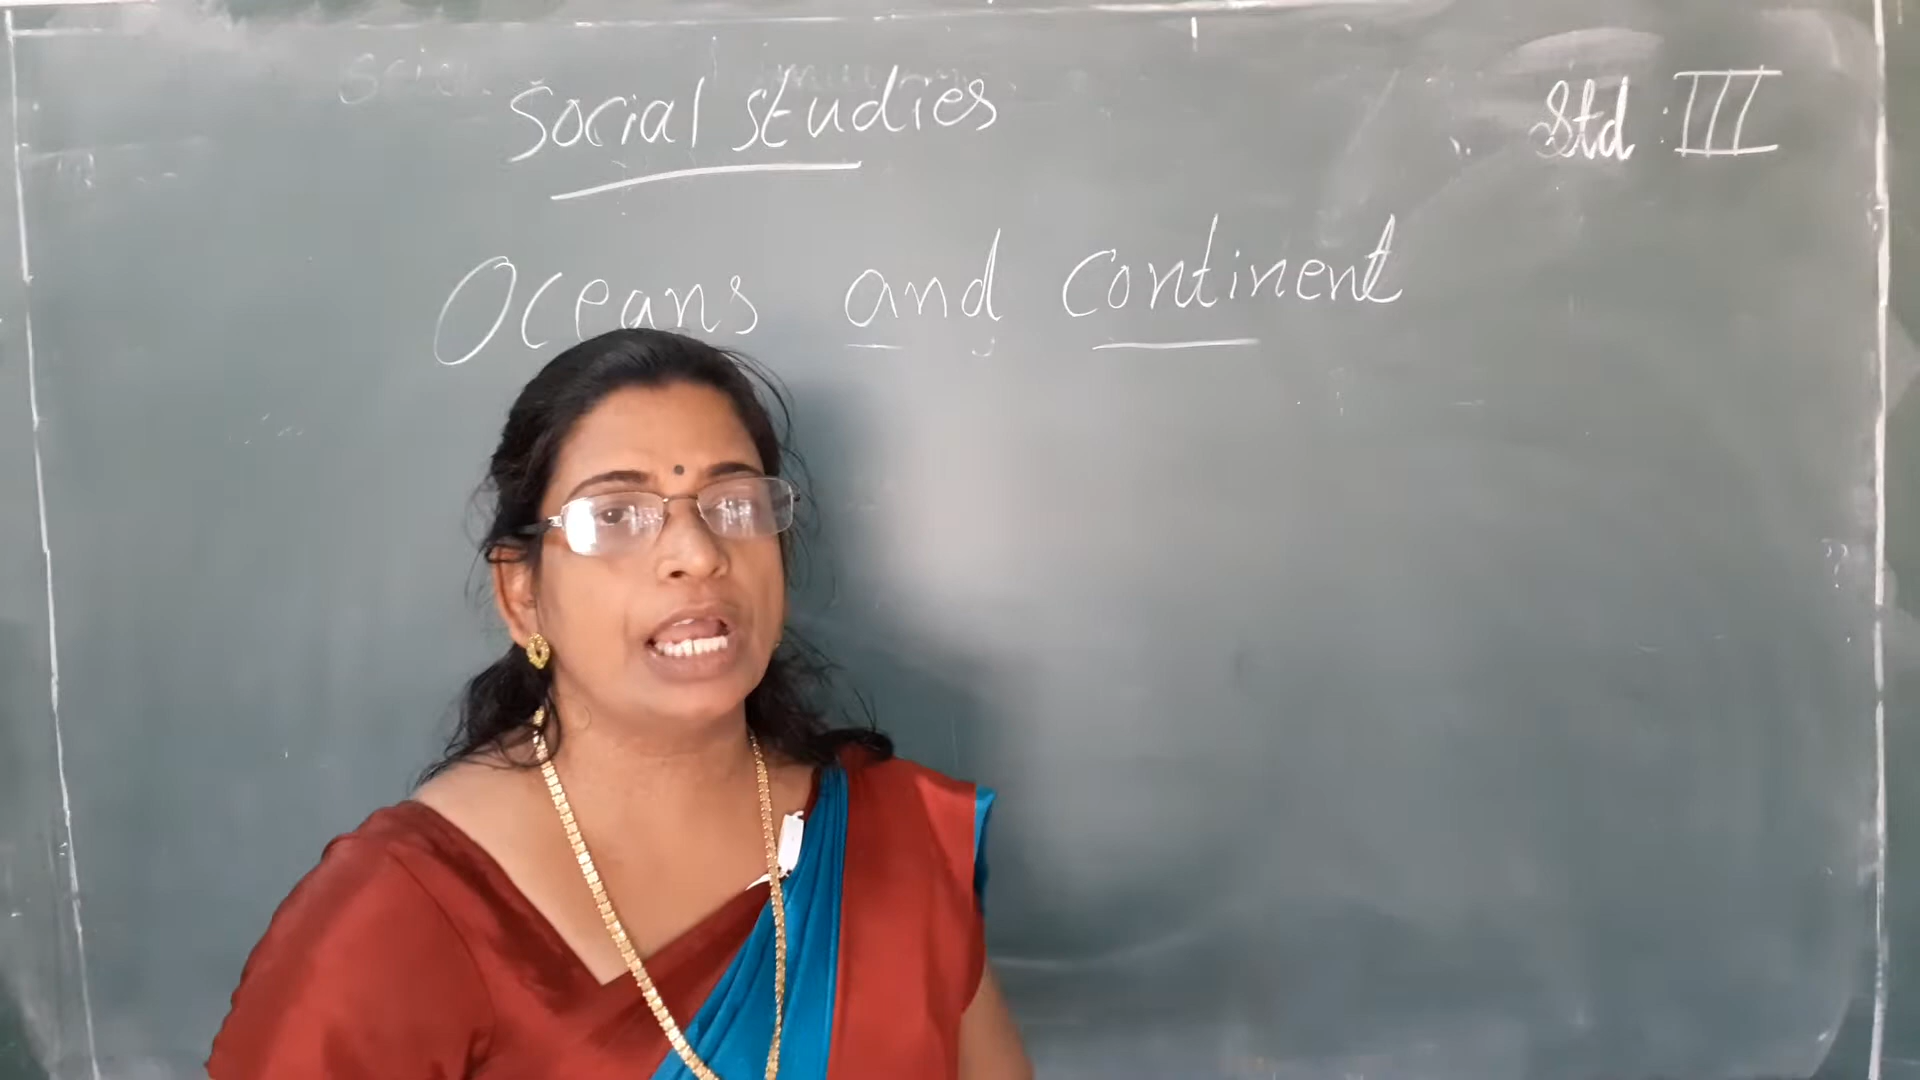 Social studies
Std : III
Oceans and continent